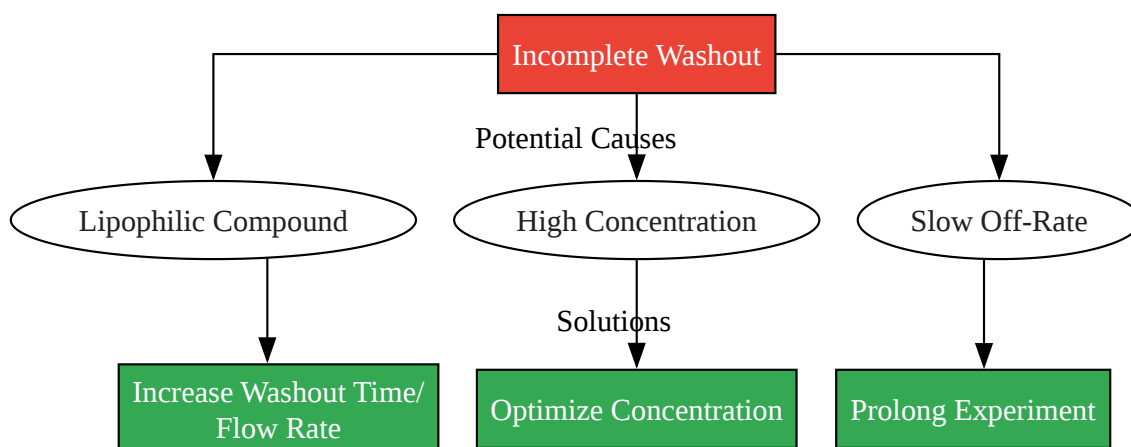 Incomplete Washout
Potential Causes
Lipophilic Compound
High Concentration
Slow Off-Rate
Solutions
Increase Washout Time/
Flow Rate
Optimize Concentration
Prolong Experiment